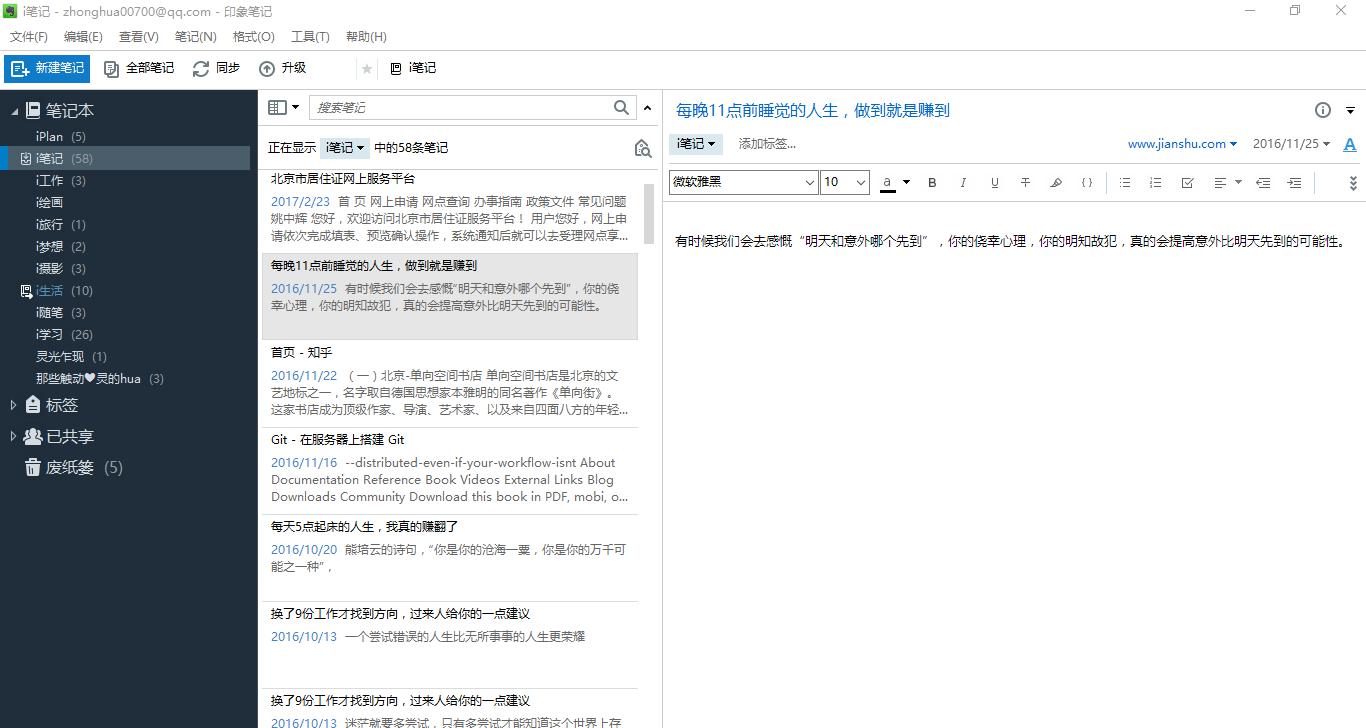 i笔记 - zhonghua00700@qq.com - 印象笔记
文件(F) 编辑(E) 查看(V) 笔记(N) 格式(O) 工具(T) 帮助(H)
新建笔记 全部笔记 同步 升级 i笔记
笔记本
iPlan (5)
i笔记 (58)
i工作 (3)
i绘画
i旅行 (1)
i梦想 (2)
i摄影 (3)
i生活 (10)
i随笔 (3)
i学习 (26)
灵光乍现 (1)
那些触动❤灵的hua (3)
标签
已共享
废纸篓 (5)
搜索笔记
正在显示 i笔记 中的58条笔记
北京市居住证网上服务平台
2017/2/23 首 页 网上申请 网点查询 办事指南 政策文件 常见问题
姚中辉 您好，欢迎访问北京市居住证服务平台！ 用户您好，网上申
请依次完成填表、预览确认操作，系统通知后就可以去受理网点享...
每晚11点前睡觉的人生，做到就是赚到
2016/11/25 有时候我们会去感慨“明天和意外哪个先到”，你的侥
幸心理，你的明知故犯，真的会提高意外比明天先到的可能性。
首页 - 知乎
2016/11/22 （一）北京-单向空间书店 单向空间书店是北京的文
艺地标之一，名字取自德国思想家本雅明的同名著作《单向街》。
这家书店成为顶级作家、导演、艺术家、以及来自四面八方的年轻...
Git - 在服务器上搭建 Git
2016/11/16 --distributed-even-if-your-workflow-isnt About
Documentation Reference Book Videos External Links Blog
Downloads Community Download this book in PDF, mobi, o...
每天5点起床的人生，我真的赚翻了
2016/10/20 熊培云的诗句，“你是你的沧海一粟，你是你的万千可
能之一种”，
换了9份工作才找到方向，过来人给你的一点建议
2016/10/13 一个尝试错误的人生比无所事事的人生更荣耀
换了9份工作才找到方向，过来人给你的一点建议
2016/10/13 迷茫就要多尝试，只有多尝试才能知道这个世界上存
每晚11点前睡觉的人生，做到就是赚到
i笔记 添加标签... www.jianshu.com 2016/11/25 A
微软雅黑 10 a B I U T { }
有时候我们会去感慨“明天和意外哪个先到”，你的侥幸心理，你的明知故犯，真的会提高意外比明天先到的可能性。